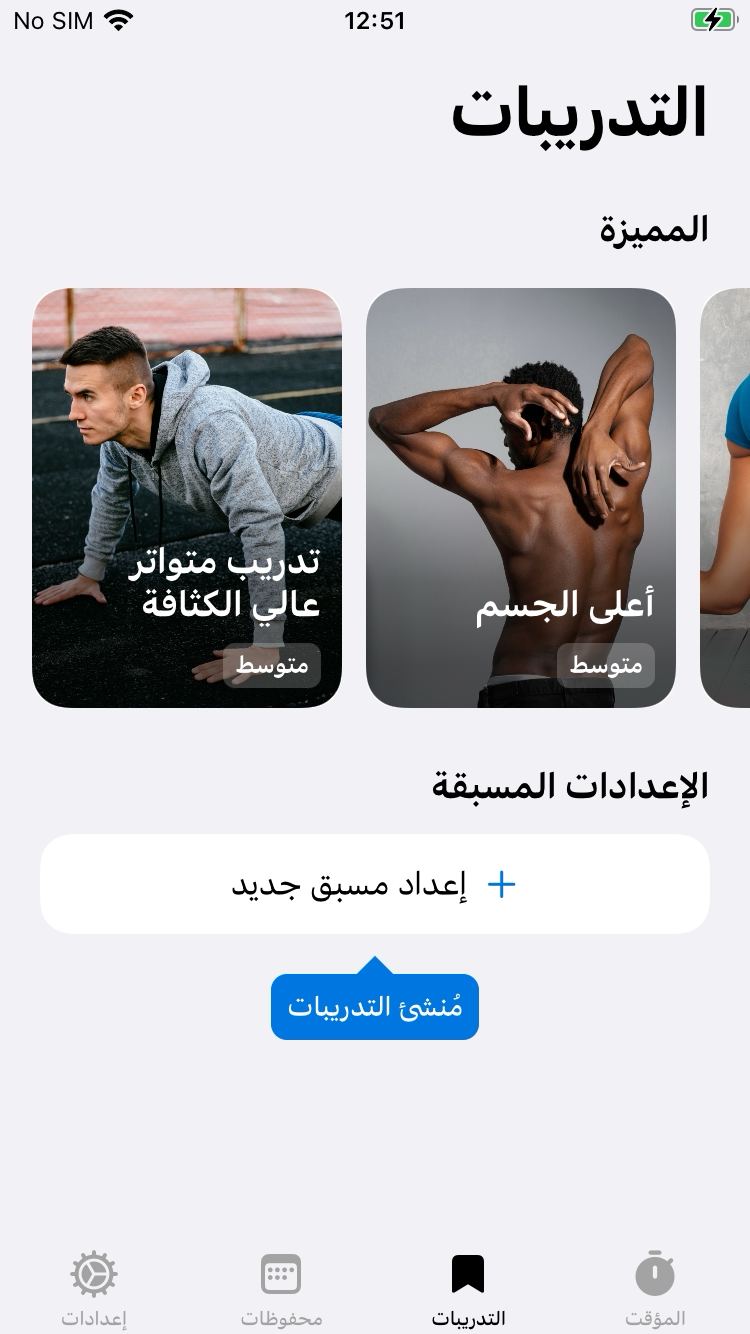 No SIM
12:51
التدريبات
المميزة
أعلى الجسم
متوسط
تدريب متواتر
عالي الكثافة
متوسط
الإعدادات المسبقة
إعداد مسبق جديد
مُنشئ التدريبات
المؤقت
التدريبات
محفوظات
إعدادات